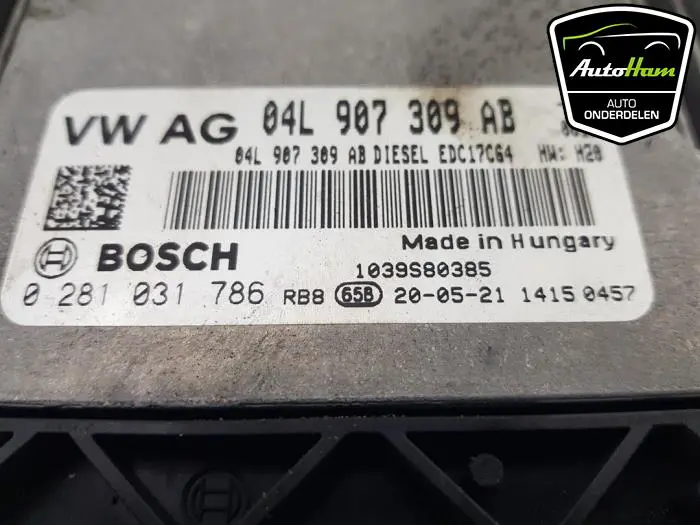 AutoHam
AUTO
ONDERDELEN
VW AG 04L 907 309 AB
04L 907 309 AB DIESEL EDC17C64 HW: H20
Made in Hungary
BOSCH
1039S80385
0 281 031 786 RB8 65B 20-05-21 1415 0457